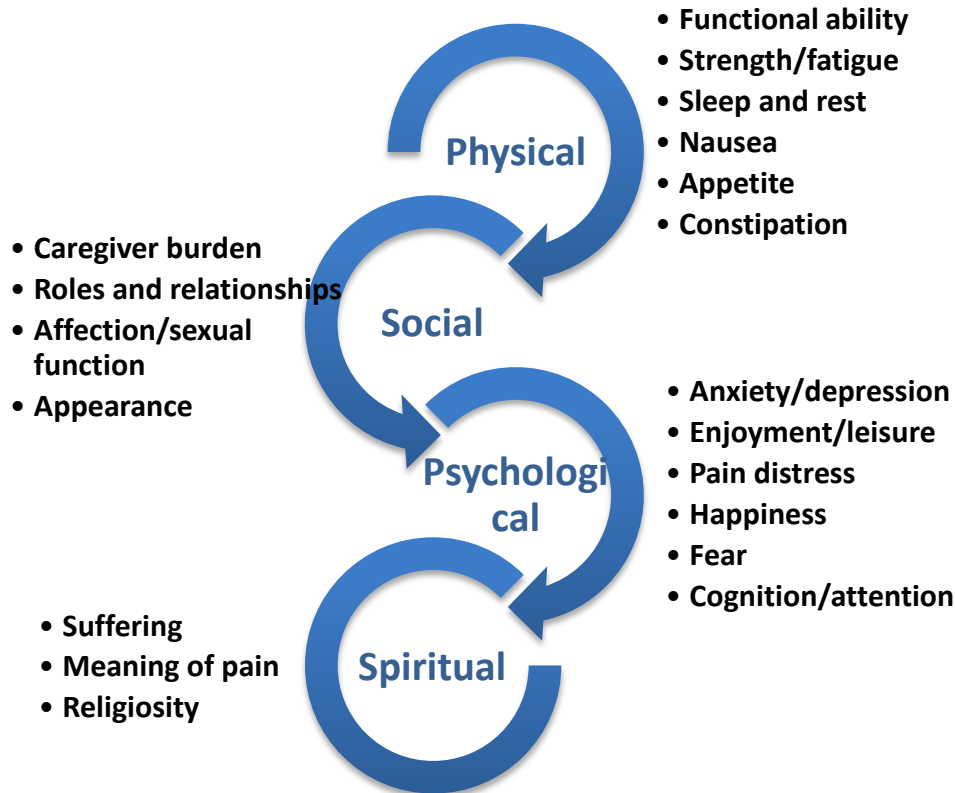 Physical
• Functional ability
• Strength/fatigue
• Sleep and rest
• Nausea
• Appetite
• Constipation
Social
• Caregiver burden
• Roles and relationships
• Affection/sexual
function
• Appearance
Psychologi
cal
• Anxiety/depression
• Enjoyment/leisure
• Pain distress
• Happiness
• Fear
• Cognition/attention
Spiritual
• Suffering
• Meaning of pain
• Religiosity